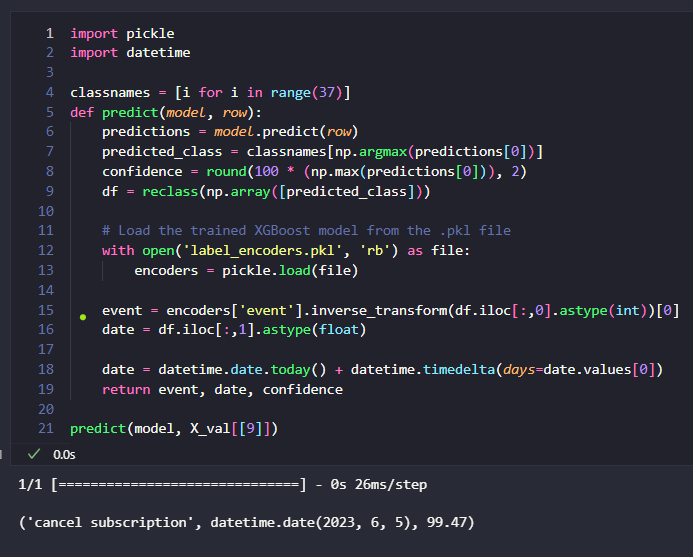 1 import pickle
2 import datetime
3
4 classnames = [i for i in range(37)]
5 def predict(model, row):
6     predictions = model.predict(row)
7     predicted_class = classnames[np.argmax(predictions[0])]
8     confidence = round(100 * (np.max(predictions[0])), 2)
9     df = reclass(np.array([predicted_class]))
10
11     # Load the trained XGBoost model from the .pkl file
12     with open('label_encoders.pkl', 'rb') as file:
13         encoders = pickle.load(file)
14
15     event = encoders['event'].inverse_transform(df.iloc[:,0].astype(int))[0]
16     date = df.iloc[:,1].astype(float)
17
18     date = datetime.date.today() + datetime.timedelta(days=date.values[0])
19     return event, date, confidence
20
21 predict(model, X_val[[9]])
✓ 0.0s
1/1 [==============================] - 0s 26ms/step
('cancel subscription', datetime.date(2023, 6, 5), 99.47)